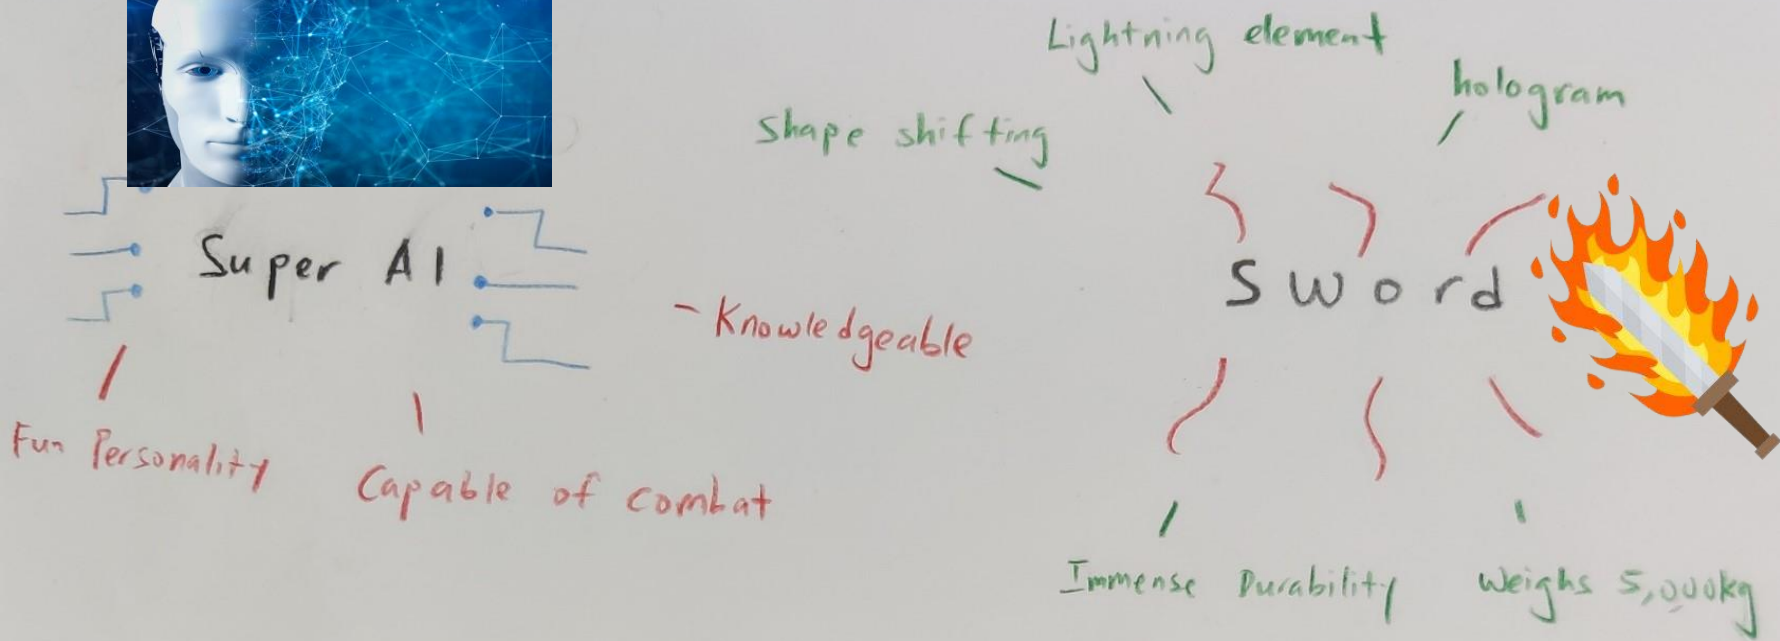 Lightning element
hologram
Shape shifting
Super AI
Sword
- Knowledgeable
Fun Personality
Capable of combat
Immense Durability
Weighs 5,000kg